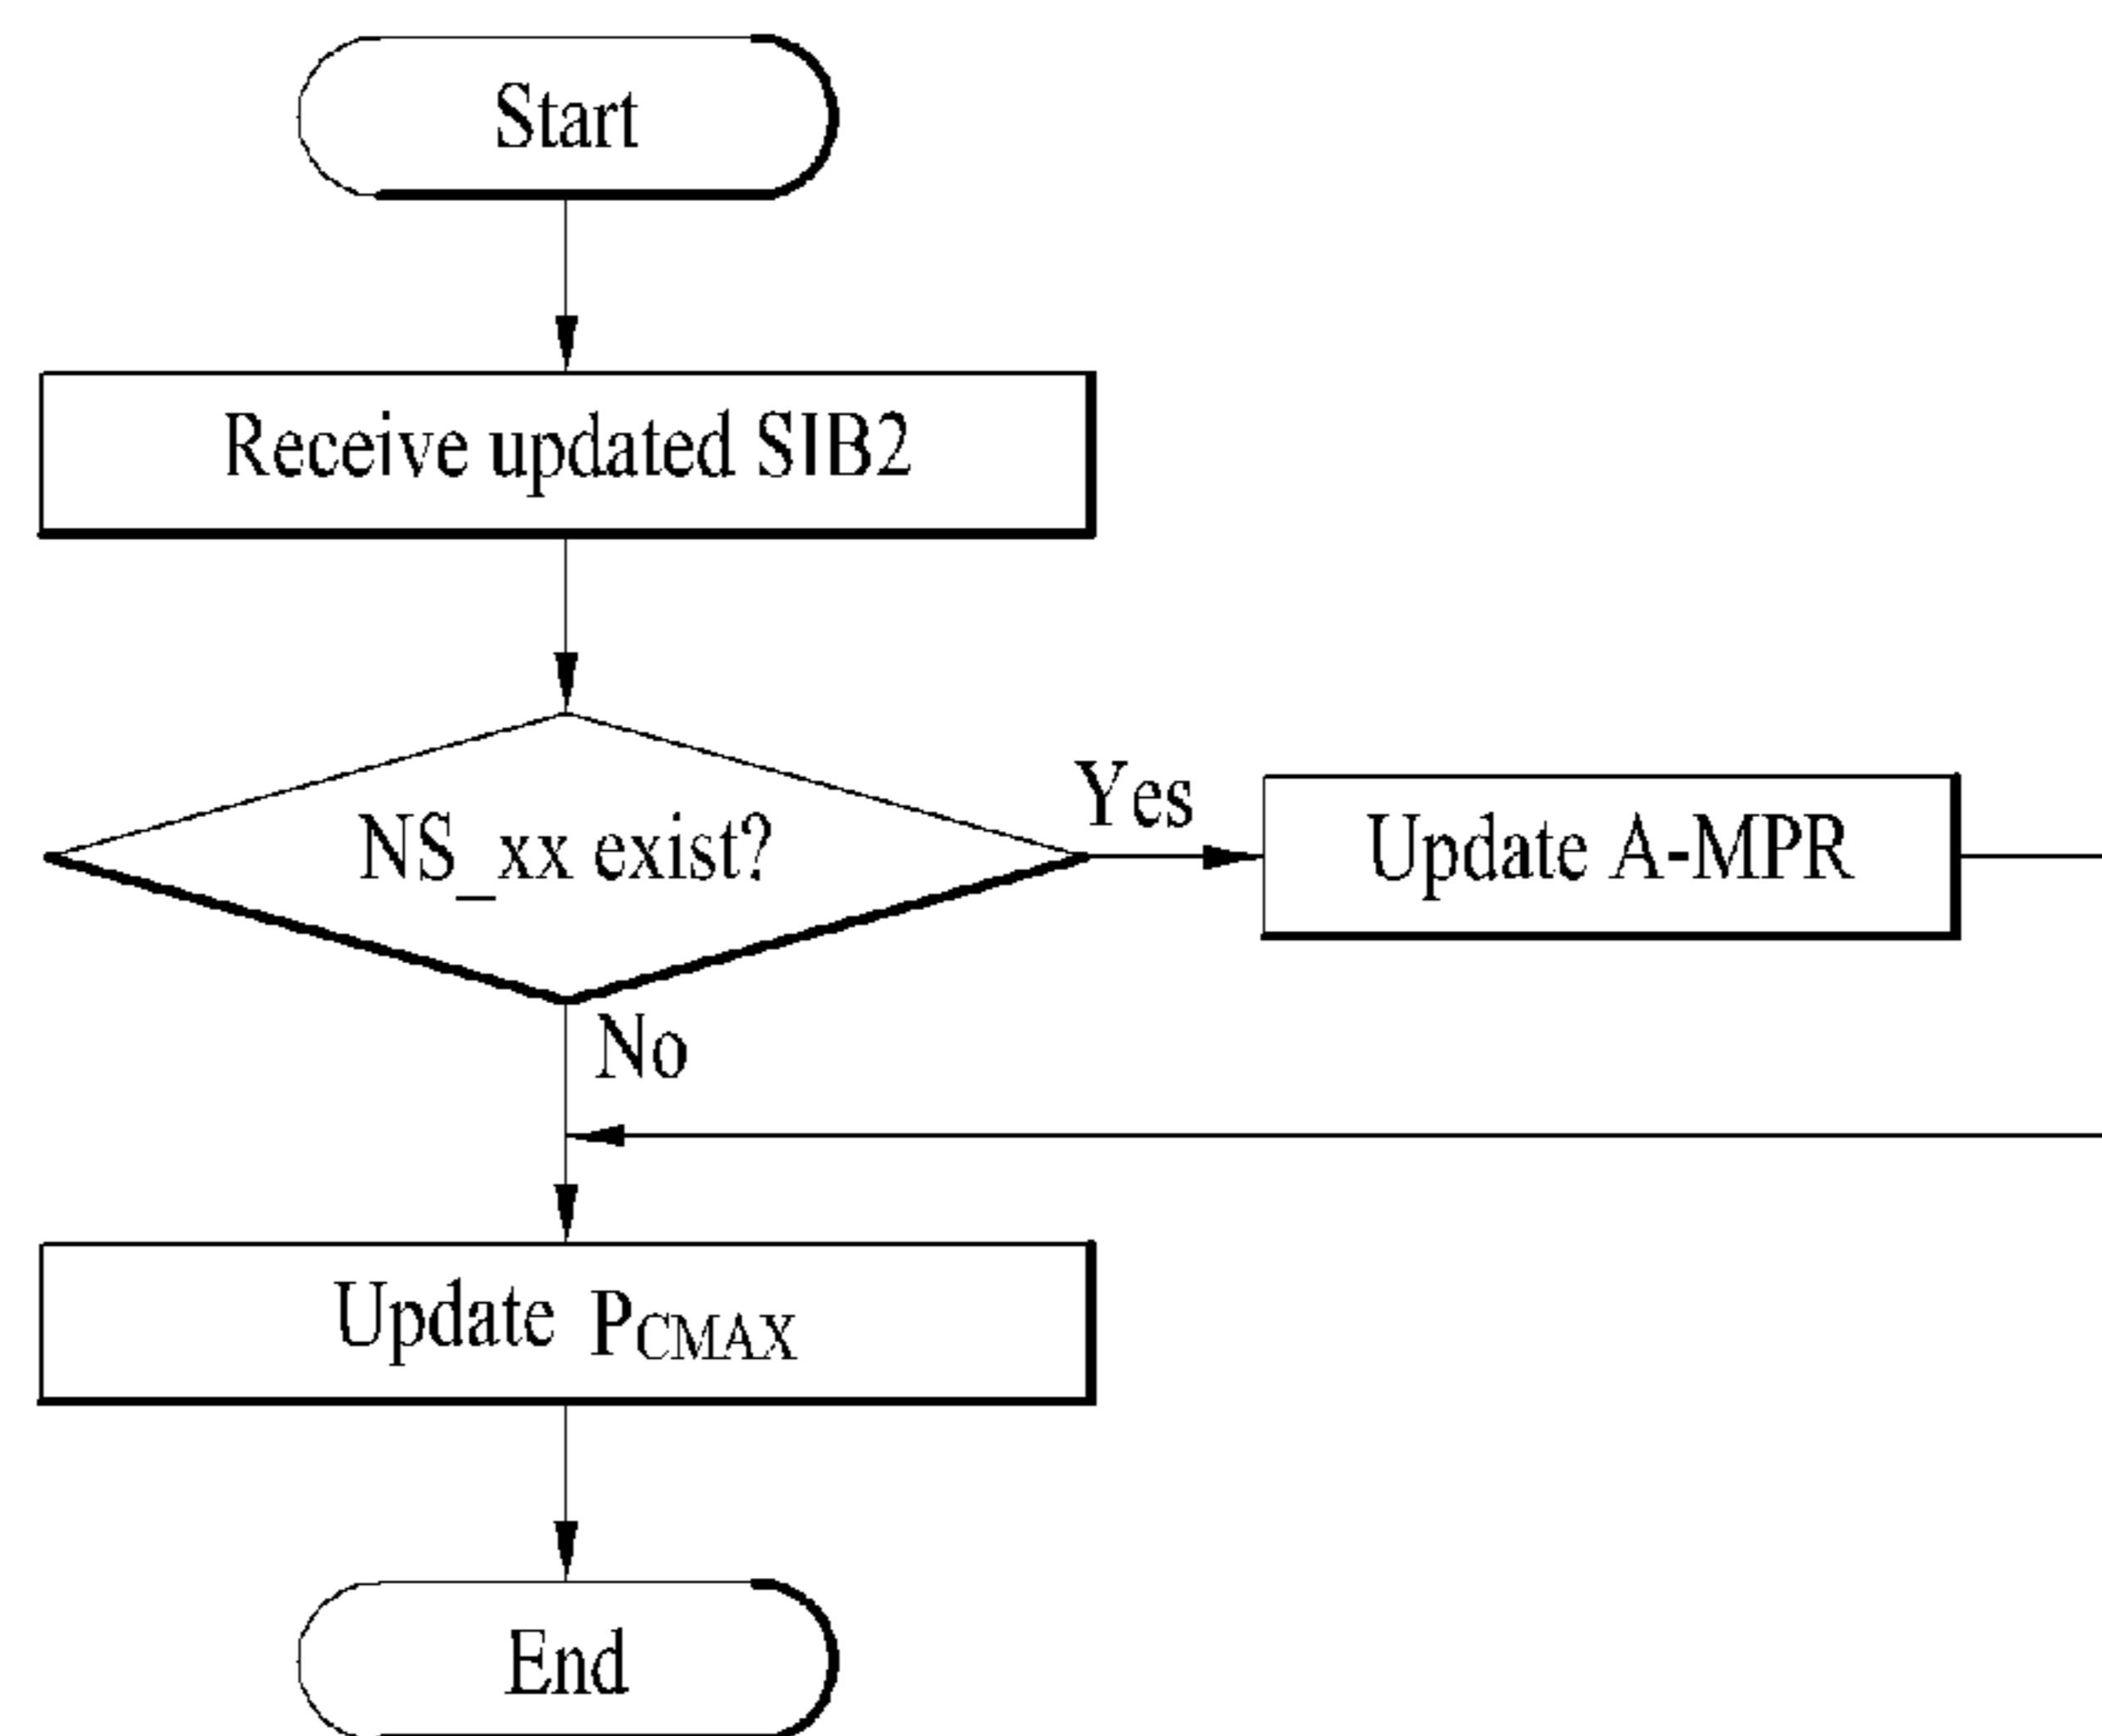 Start
Receive updated SIB2
NS_xx exist?
Yes
Update A-MPR
No
Update PCMAX
End